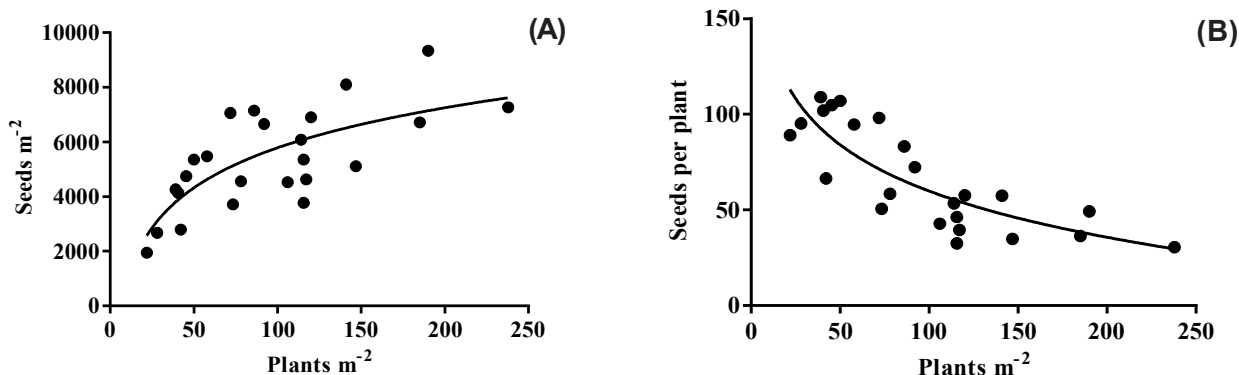 (A)
Seeds m-2
10000
8000
6000
4000
2000
0
0 50 100 150 200 250
Plants m-2
(B)
Seeds per plant
150
100
50
0
0 50 100 150 200 250
Plants m-2